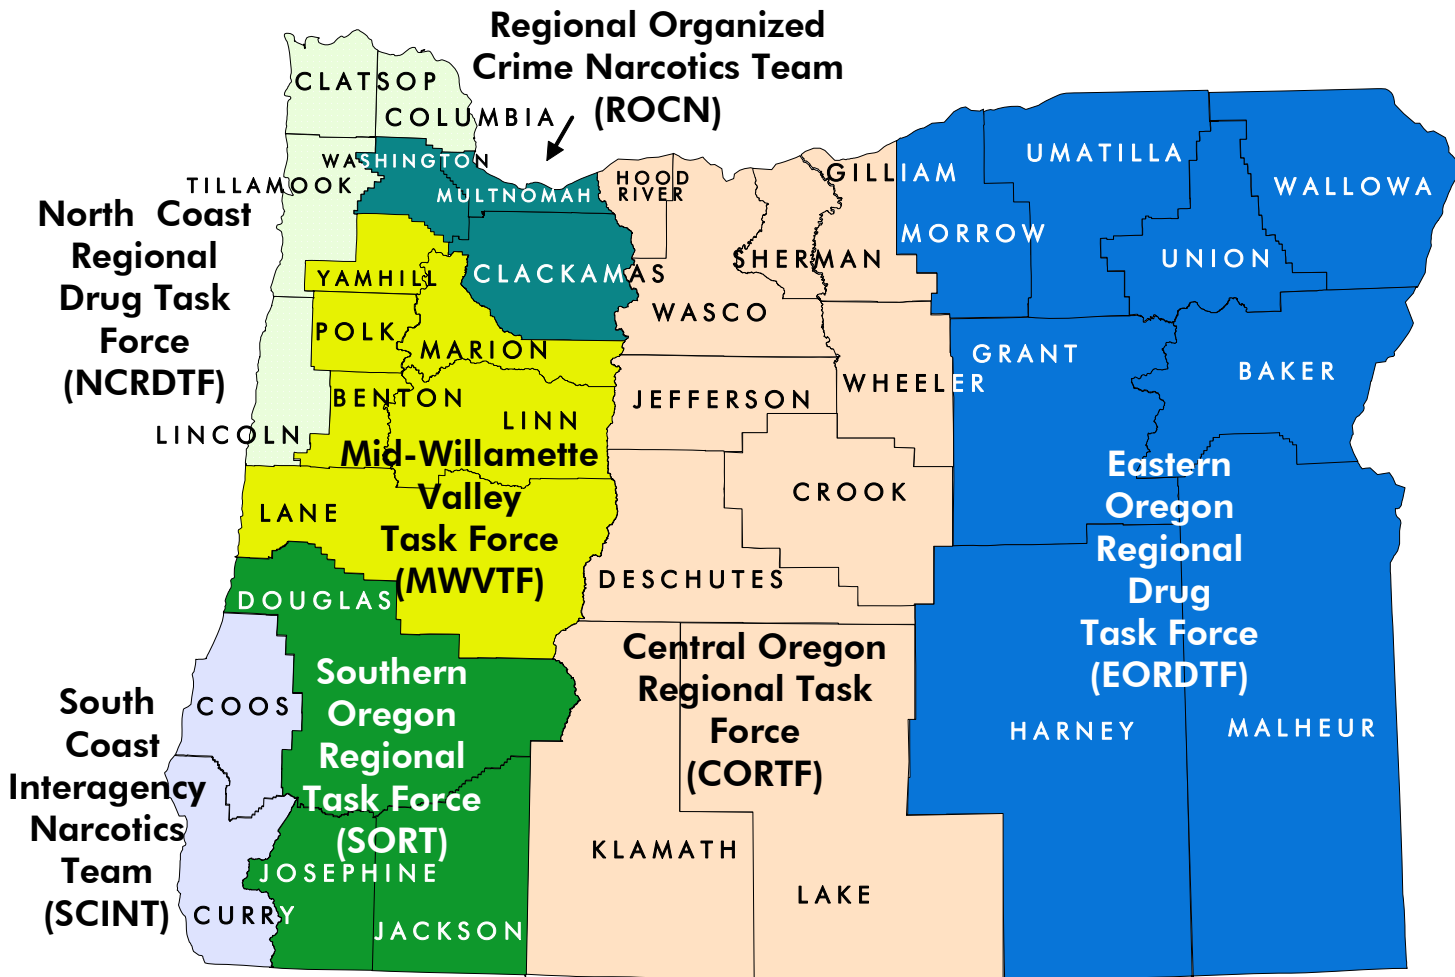 Regional Organized
Crime Narcotics Team
(ROCN)
CLATSOP
COLUMBIA
WASHINGTON
TILLAMOOK
MULTNOMAH
HOOD
RIVER
GILLIAM
UMATILLA
WALLOWA
North Coast
Regional
Drug Task
Force
(NCRDTF)
MORROW
SHERMAN
UNION
YAMHILL
CLACKAMAS
WASCO
POLK
MARION
GRANT
BAKER
WHEELER
BENTON
JEFFERSON
LINN
LINCOLN
Mid-Willamette
Valley
Task Force
(MWVTF)
LANE
CROOK
Eastern
Oregon
Regional
Drug
Task Force
(EORDTF)
DESCHUTES
DOUGLAS
Central Oregon
Regional Task
Force
(CORTF)
Southern
Oregon
Regional
Task Force
(SORT)
COOS
South
Coast
Interagency
Narcotics
Team
(SCINT)
HARNEY
MALHEUR
KLAMATH
LAKE
JOSEPHINE
CURRY
JACKSON